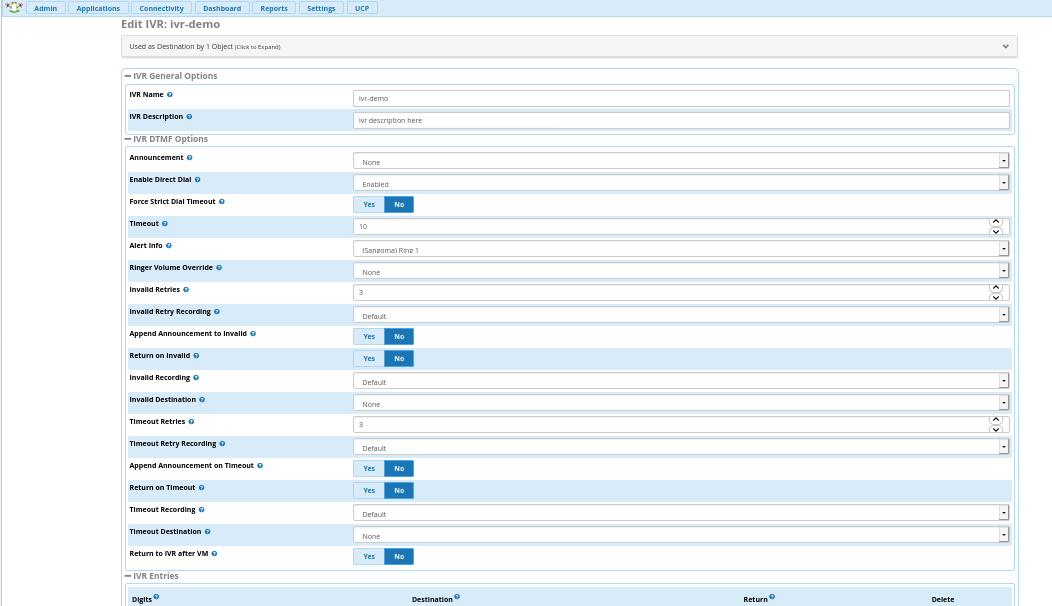 Admin Applications Connectivity Dashboard Reports Settings UCP
Edit IVR: ivr-demo
Used as Destination by 1 Object (Click to Expand)
IVR General Options
IVR Name ivr-demo
IVR Description ivr description here
IVR DTMF Options
Announcement None
Enable Direct Dial Enabled
Force Strict Dial Timeout Yes No
Timeout 10
Alert Info (Sangoma) Ring 1
Ringer Volume Override None
Invalid Retries 3
Invalid Retry Recording Default
Append Announcement to Invalid Yes No
Return on Invalid Yes No
Invalid Recording Default
Invalid Destination None
Timeout Retries 3
Timeout Retry Recording Default
Append Announcement on Timeout Yes No
Return on Timeout Yes No
Timeout Recording Default
Timeout Destination None
Return to IVR after VM Yes No
IVR Entries
Digits Destination Return Delete